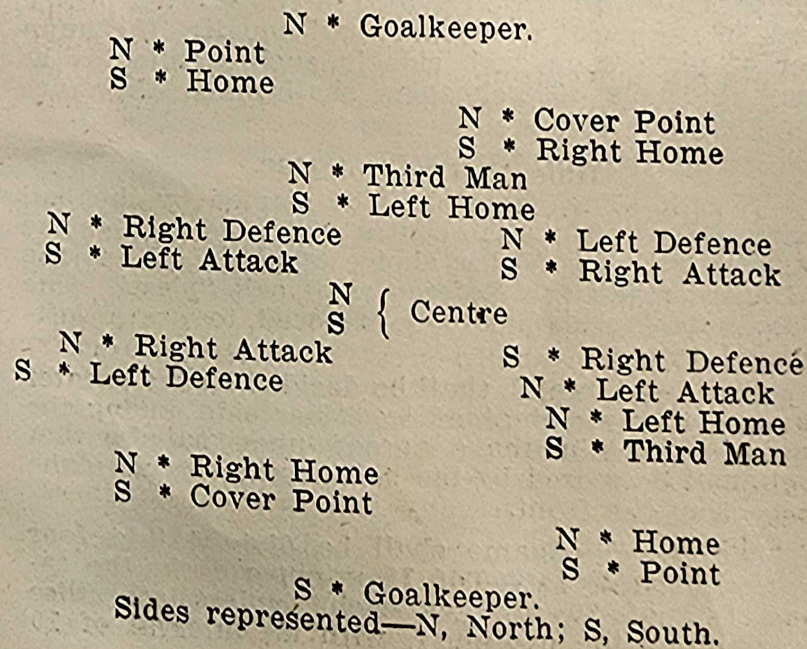 N * Goalkeeper.
N * Point
S * Home
N * Cover Point
S * Right Home
N * Third Man
S * Left Home
N * Right Defence
S * Left Attack
N * Left Defence
S * Right Attack
N
S { Centre
N * Right Attack
S * Left Defence
S * Right Defence
N * Left Attack
N * Left Home
S * Third Man
N * Right Home
S * Cover Point
N * Home
S * Point
S * Goalkeeper.
Sides represented—N, North; S, South.